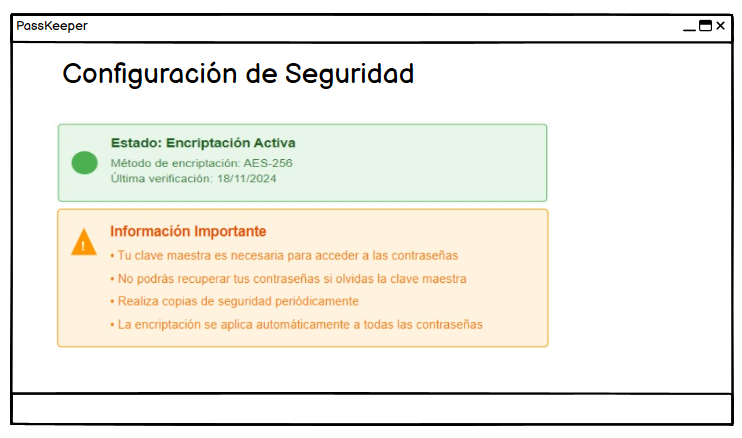 PassKeeper
Configuración de Seguridad
Estado: Encriptación Activa
Método de encriptación: AES-256
Última verificación: 18/11/2024
Información Importante
• Tu clave maestra es necesaria para acceder a las contraseñas
• No podrás recuperar tus contraseñas si olvidas la clave maestra
• Realiza copias de seguridad periódicamente
• La encriptación se aplica automáticamente a todas las contraseñas